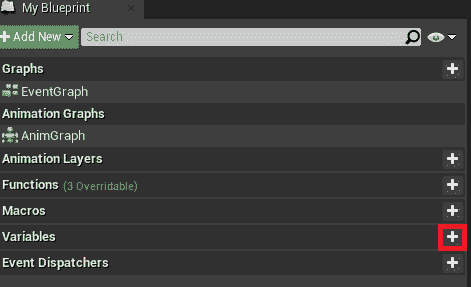 My Blueprint
Add New
Search
Graphs
EventGraph
Animation Graphs
AnimGraph
Animation Layers
Functions (3 Overridable)
Macros
Variables
Event Dispatchers